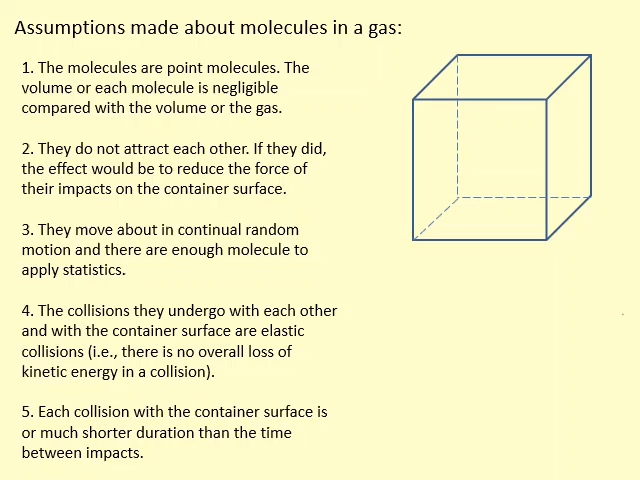 Assumptions made about molecules in a gas:
1. The molecules are point molecules. The
volume or each molecule is negligible
compared with the volume or the gas.
2. They do not attract each other. If they did,
the effect would be to reduce the force of
their impacts on the container surface.
3. They move about in continual random
motion and there are enough molecule to
apply statistics.
4. The collisions they undergo with each other
and with the container surface are elastic
collisions (i.e., there is no overall loss of
kinetic energy in a collision).
5. Each collision with the container surface is
or much shorter duration than the time
between impacts.